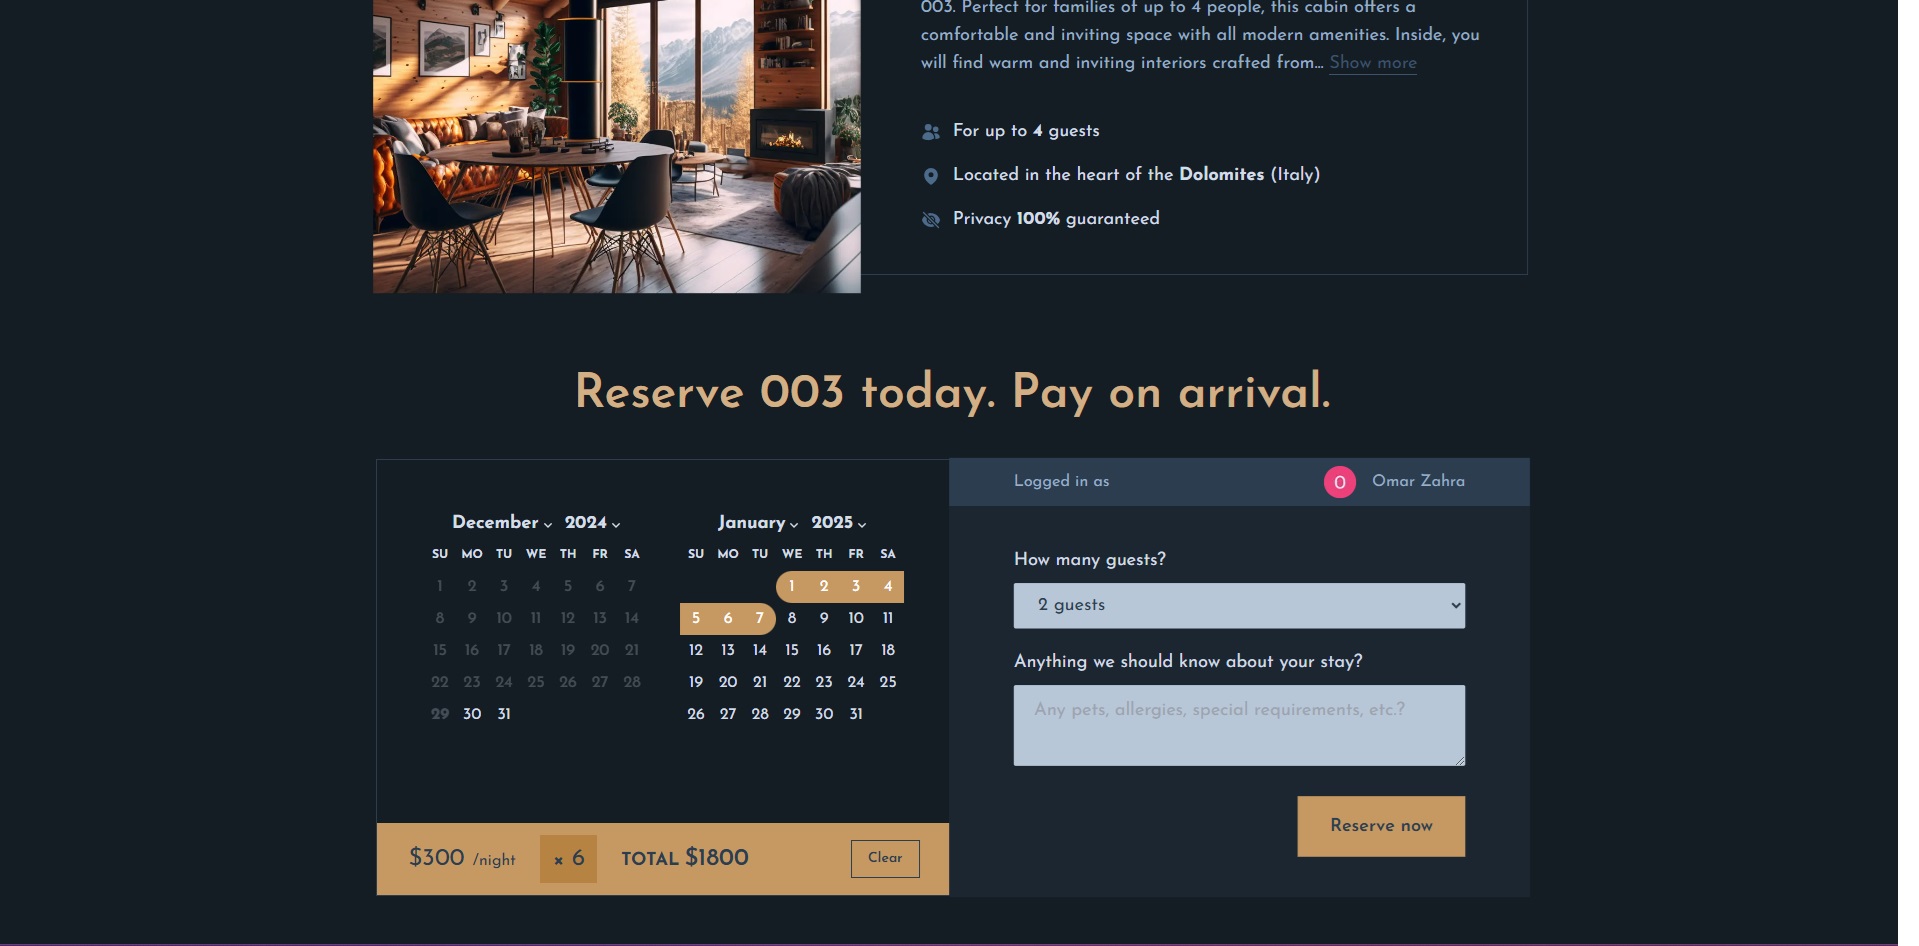 003. Perfect for families of up to 4 people, this cabin offers a
comfortable and inviting space with all modern amenities. Inside, you
will find warm and inviting interiors crafted from... Show more
For up to 4 guests
Located in the heart of the Dolomites (Italy)
Privacy 100% guaranteed
Reserve 003 today. Pay on arrival.
December 2024
SU MO TU WE TH FR SA
1 2 3 4 5 6 7
8 9 10 11 12 13 14
15 16 17 18 19 20 21
22 23 24 25 26 27 28
29 30 31
January 2025
SU MO TU WE TH FR SA
1 2 3 4
5 6 7 8 9 10 11
12 13 14 15 16 17 18
19 20 21 22 23 24 25
26 27 28 29 30 31
$300 /night × 6 TOTAL $1800 Clear
Logged in as O Omar Zahra
How many guests?
2 guests
Anything we should know about your stay?
Any pets, allergies, special requirements, etc.?
Reserve now